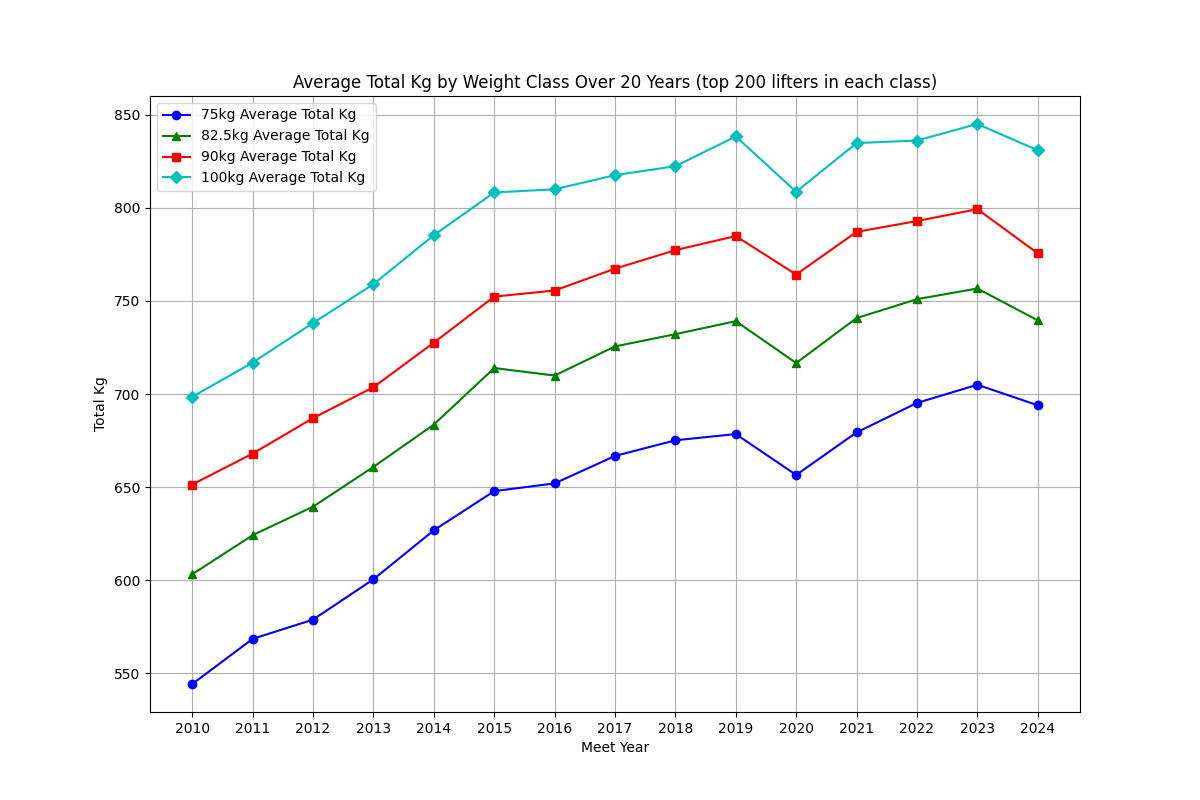 Average Total Kg by Weight Class Over 20 Years (top 200 lifters in each class)
75kg Average Total Kg
82.5kg Average Total Kg
90kg Average Total Kg
100kg Average Total Kg
850
800
750
700
650
600
550
Total Kg
2010 2011 2012 2013 2014 2015 2016 2017 2018 2019 2020 2021 2022 2023 2024
Meet Year